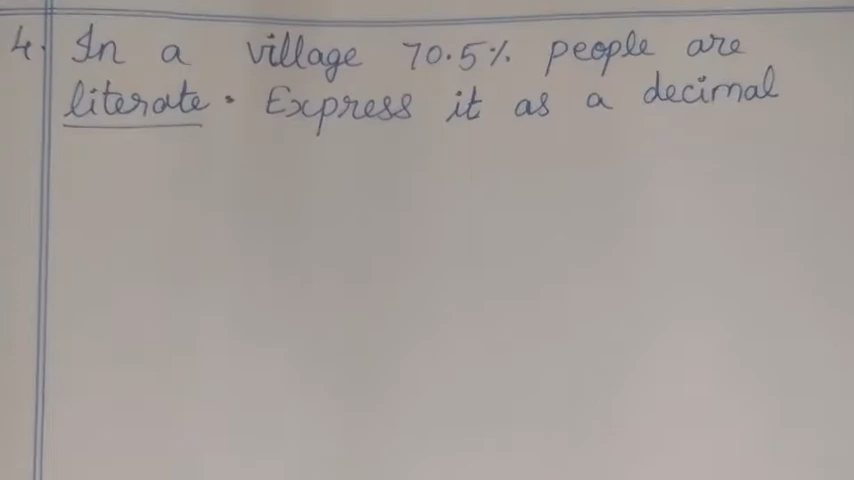 4. In a village 70.5% people are
literate. Express it as a decimal